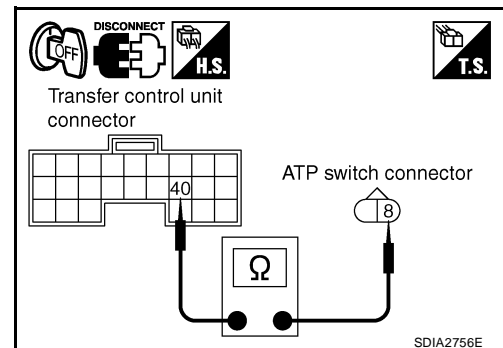 OFF
DISCONNECT
H.S.
T.S.
Transfer control unit
connector
40
ATP switch connector
8
Ω
SDIA2756E